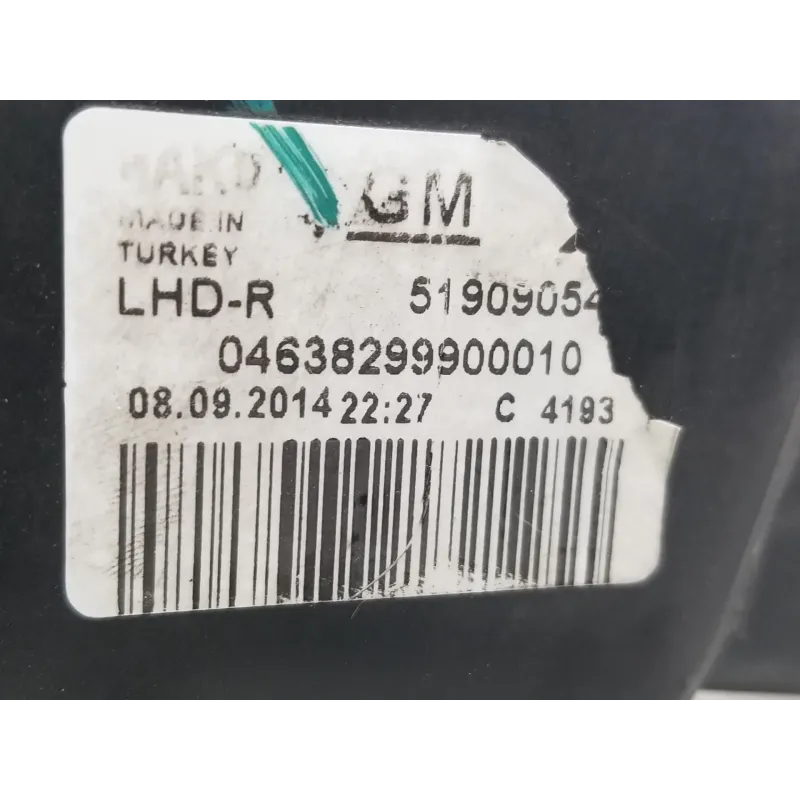 GM
MADE IN
TURKEY
LHD-R 51909054
04638299900010
08.09.2014 22:27 C 4193